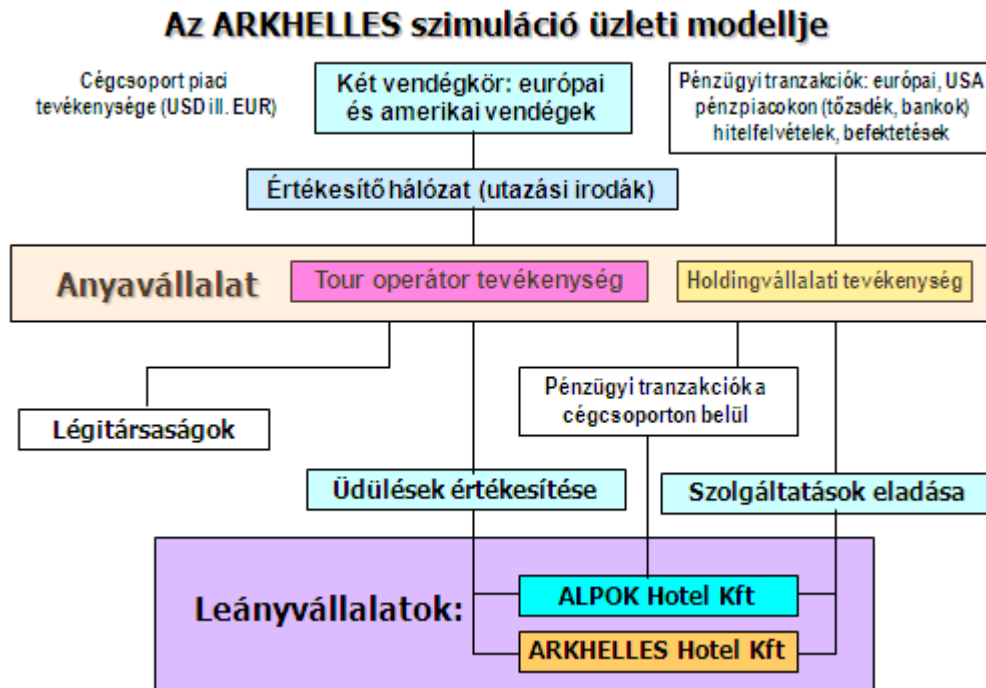 Az ARKHELLES szimuláció üzleti modellje
Cégcsoport piaci
tevékenysége (USD ill. EUR)
Két vendégkör: európai
és amerikai vendégek
Pénzügyi tranzakciók: európai, USA
pénzpiacokon (tőzsdék, bankok)
hitelfelvételek, befektetések
Értékesítő hálózat (utazási irodák)
Anyavállalat
Tour operátor tevékenység
Holdingvállalati tevékenység
Légitársaságok
Pénzügyi tranzakciók a
cégcsoporton belül
Üdülések értékesítése
Szolgáltatások eladása
Leányvállalatok:
ALPOK Hotel Kft
ARKHELLES Hotel Kft